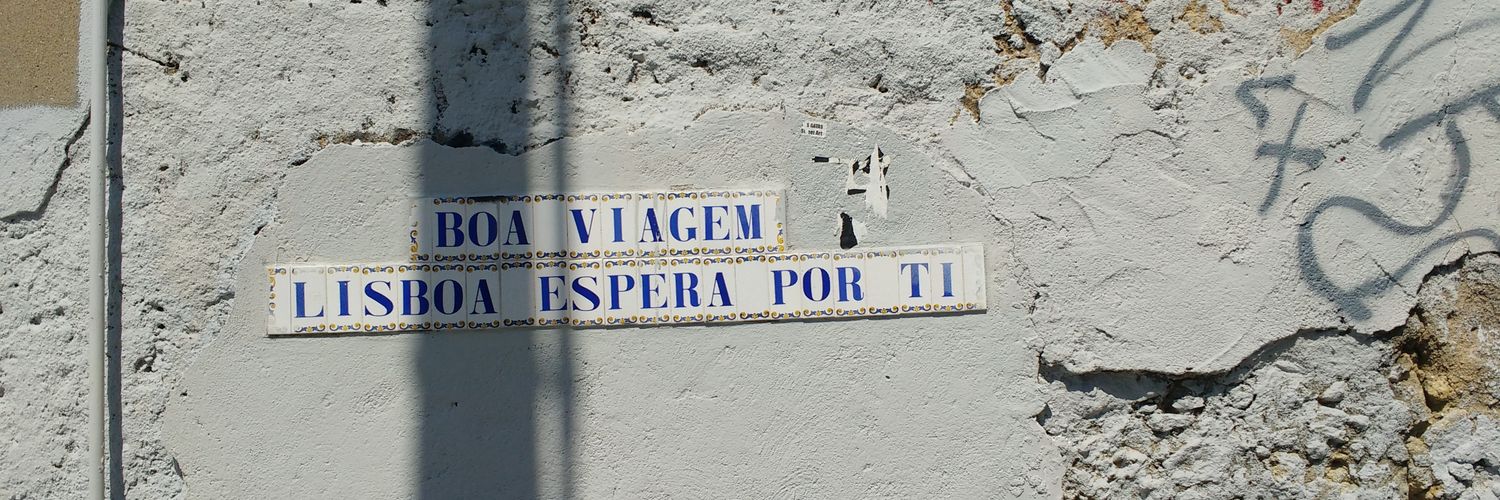 BOA VIAGEM
LISBOA ESPERA POR TI